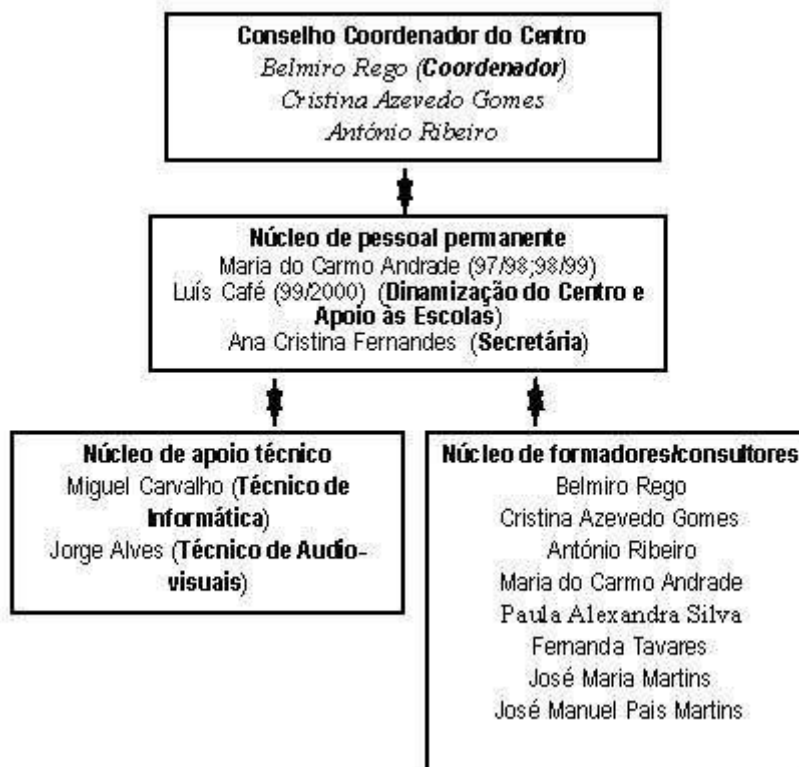 Conselho Coordenador do Centro
Belmiro Rego (Coordenador)
Cristina Azevedo Gomes
António Ribeiro
Núcleo de pessoal permanente
Maria do Carmo Andrade (97/98;98/99)
Luís Café (99/2000) (Dinamização do Centro e
Apoio às Escolas)
Ana Cristina Fernandes (Secretária)
Núcleo de apoio técnico
Miguel Carvalho (Técnico de
Informática)
Jorge Alves (Técnico de Audio-
visuais)
Núcleo de formadores/consultores
Belmiro Rego
Cristina Azevedo Gomes
António Ribeiro
Maria do Carmo Andrade
Paula Alexandra Silva
Fernanda Tavares
José Maria Martins
José Manuel Pais Martins